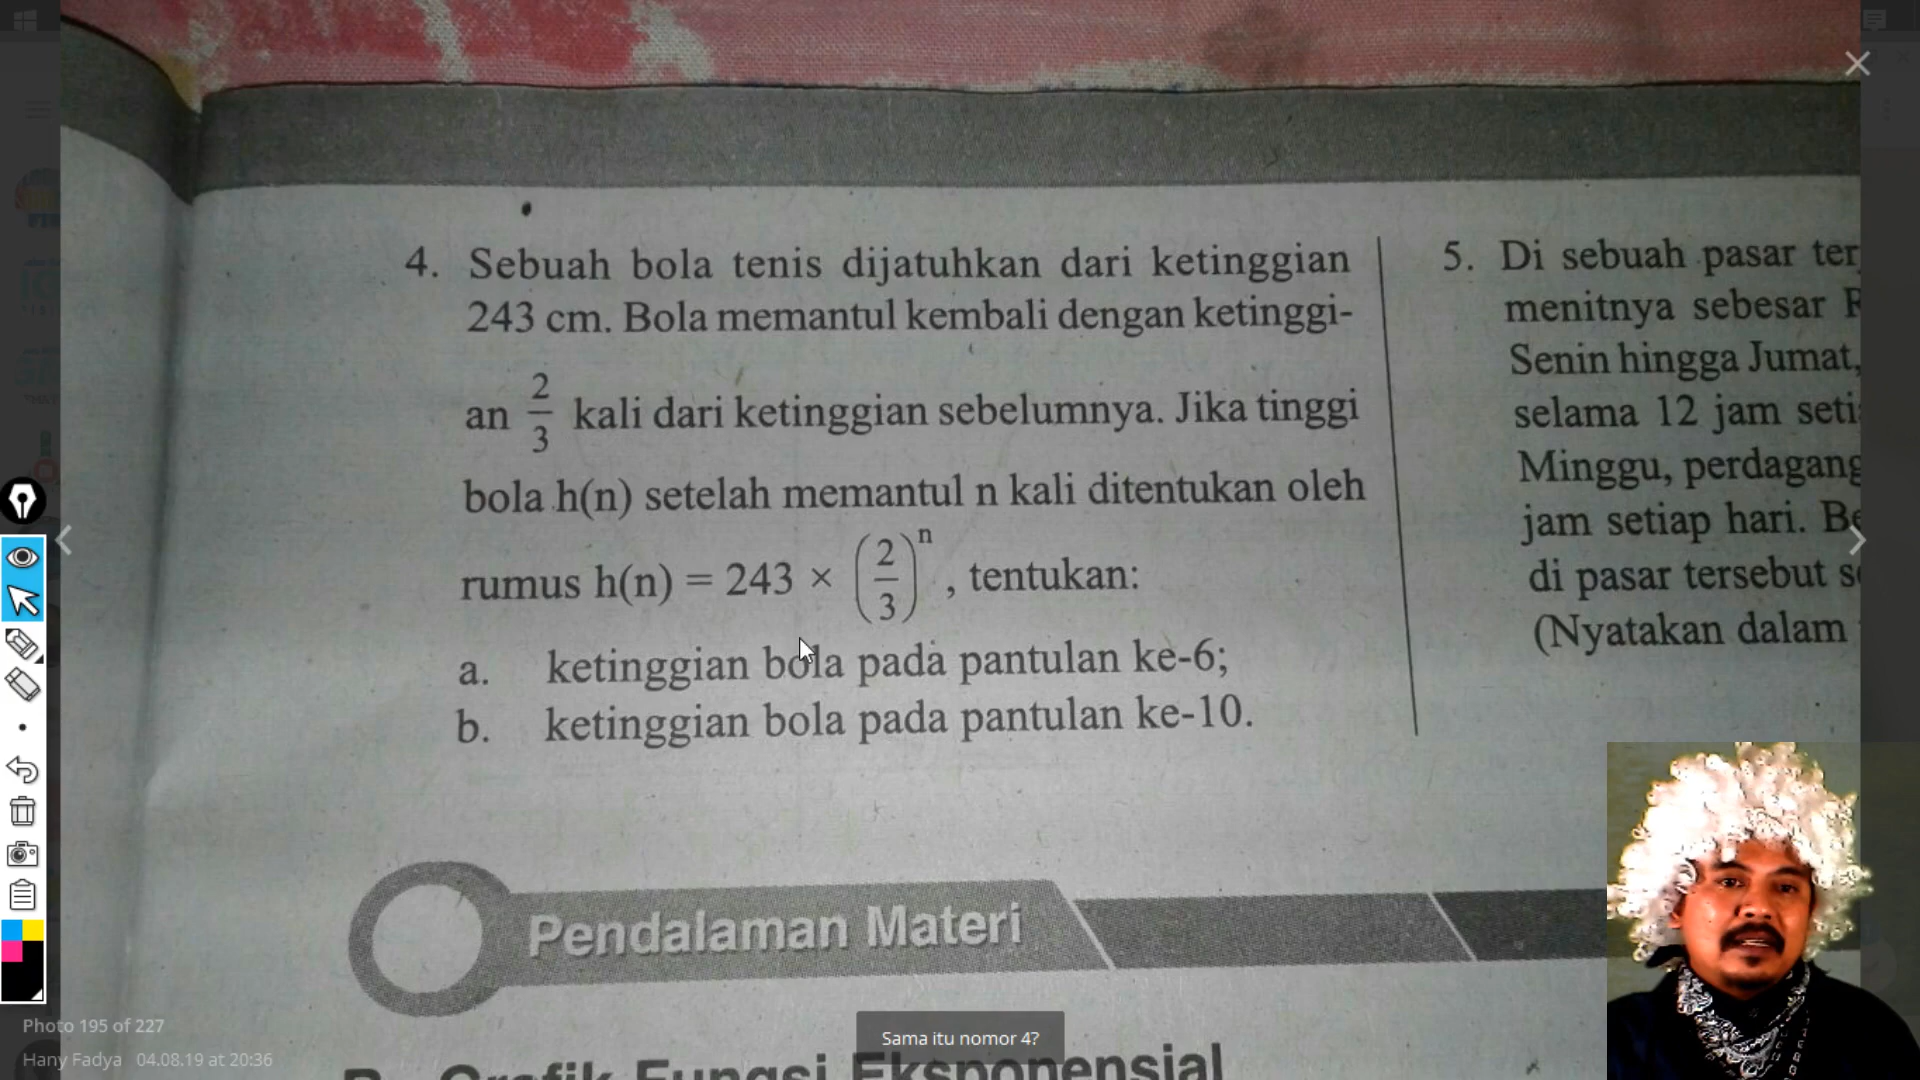 4. Sebuah bola tenis dijatuhkan dari ketinggian
243 cm. Bola memantul kembali dengan ketinggi-
an 2/3 kali dari ketinggian sebelumnya. Jika tinggi
bola h(n) setelah memantul n kali ditentukan oleh
rumus h(n) = 243 × (2/3)^n, tentukan:
a. ketinggian bola pada pantulan ke-6;
b. ketinggian bola pada pantulan ke-10.
5. Di sebuah pasar
menitnya sebesar
Senin hingga Jumat,
selama 12 jam
Minggu,
jam setiap hari.
di pasar tersebut
(Nyatakan dalam
Pendalaman Materi
Grafik Fungsi Eksponensial
Photo 195 of 227
Hany Fadya 04.08.19 at 20:36
Sama itu nomor 4?